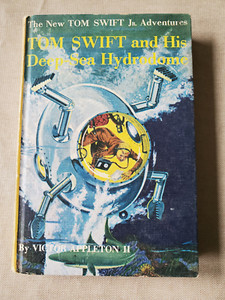 The New TOM SWIFT Jr. Adventures
TOM SWIFT and His
Deep-Sea Hydrodome
By VICTOR APPLETON II